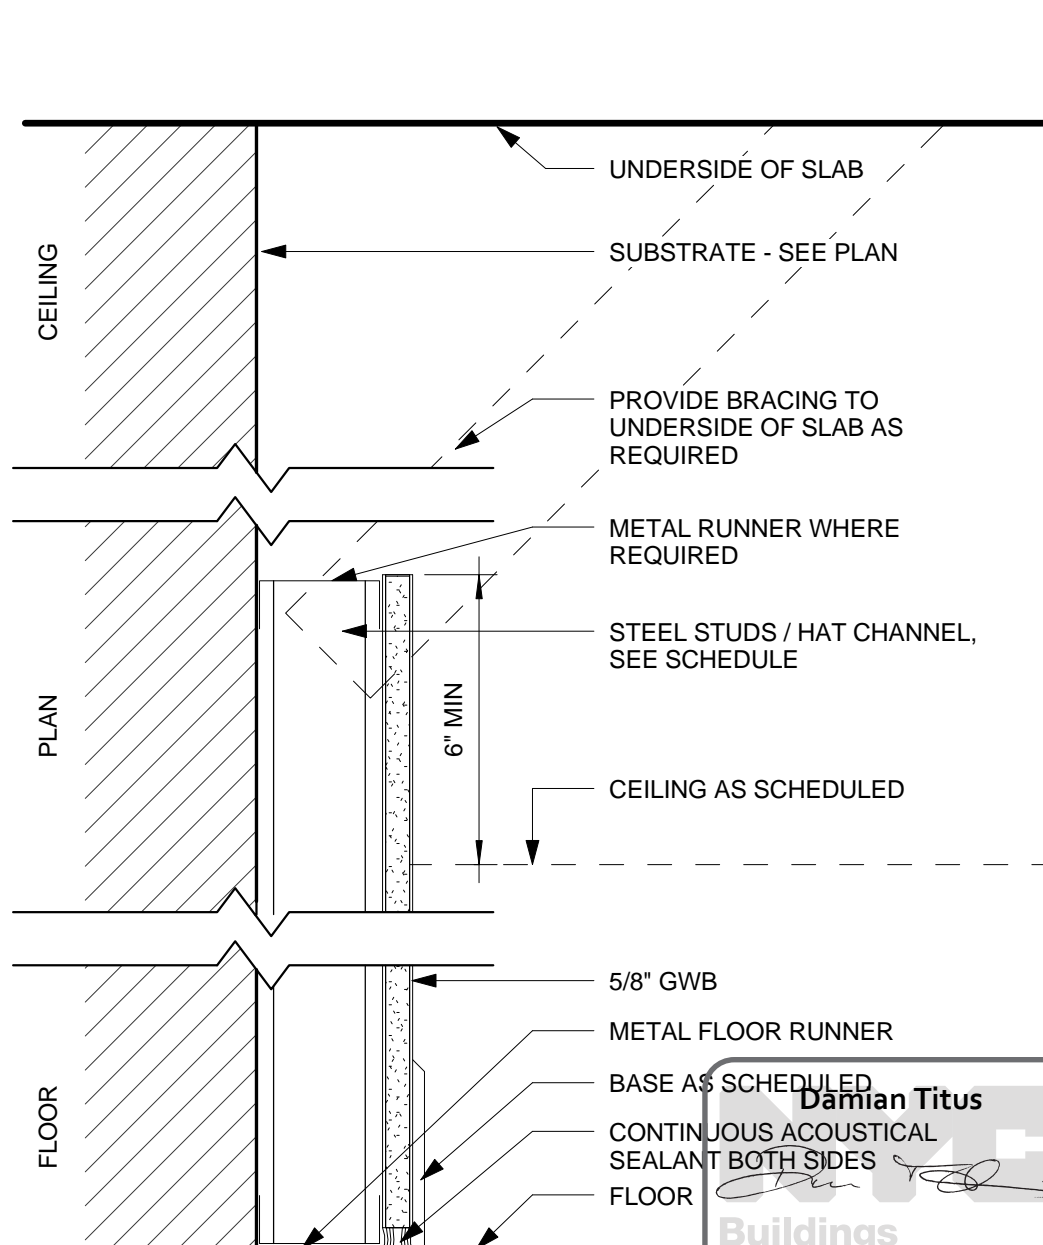 UNDERSIDE OF SLAB
SUBSTRATE - SEE PLAN
CEILING
PROVIDE BRACING TO
UNDERSIDE OF SLAB AS
REQUIRED
METAL RUNNER WHERE
REQUIRED
STEEL STUDS / HAT CHANNEL,
SEE SCHEDULE
6" MIN
PLAN
CEILING AS SCHEDULED
5/8" GWB
METAL FLOOR RUNNER
BASE AS SCHEDULED
Damian Titus
CONTINUOUS ACOUSTICAL
SEALANT BOTH SIDES
FLOOR
FLOOR
NYC
Buildings